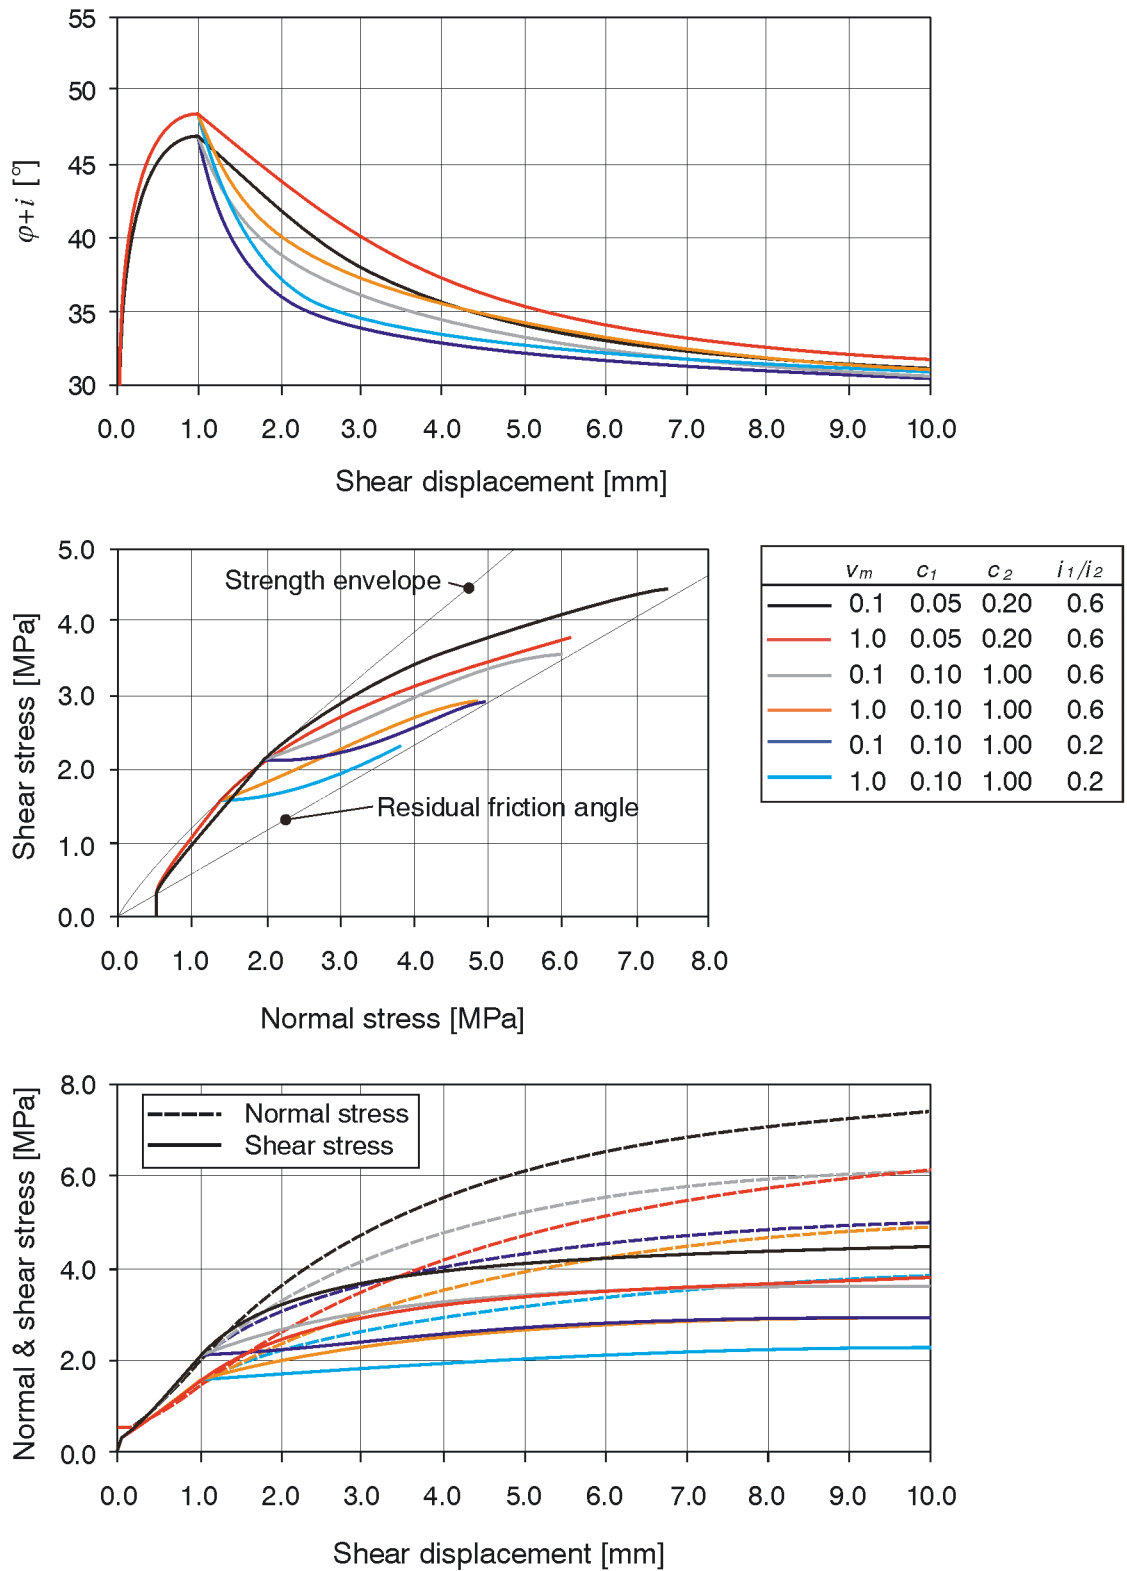 55
50
45
40
35
30
φ+i [°]
0.0 1.0 2.0 3.0 4.0 5.0 6.0 7.0 8.0 9.0 10.0
Shear displacement [mm]
5.0
4.0
3.0
2.0
1.0
0.0
Shear stress [MPa]
Strength envelope
Residual friction angle
0.0 1.0 2.0 3.0 4.0 5.0 6.0 7.0 8.0
Normal stress [MPa]
vm c1 c2 i1/i2
0.1 0.05 0.20 0.6
1.0 0.05 0.20 0.6
0.1 0.10 1.00 0.6
1.0 0.10 1.00 0.6
0.1 0.10 1.00 0.2
1.0 0.10 1.00 0.2
8.0
6.0
4.0
2.0
0.0
Normal & shear stress [MPa]
Normal stress
Shear stress
0.0 1.0 2.0 3.0 4.0 5.0 6.0 7.0 8.0 9.0 10.0
Shear displacement [mm]